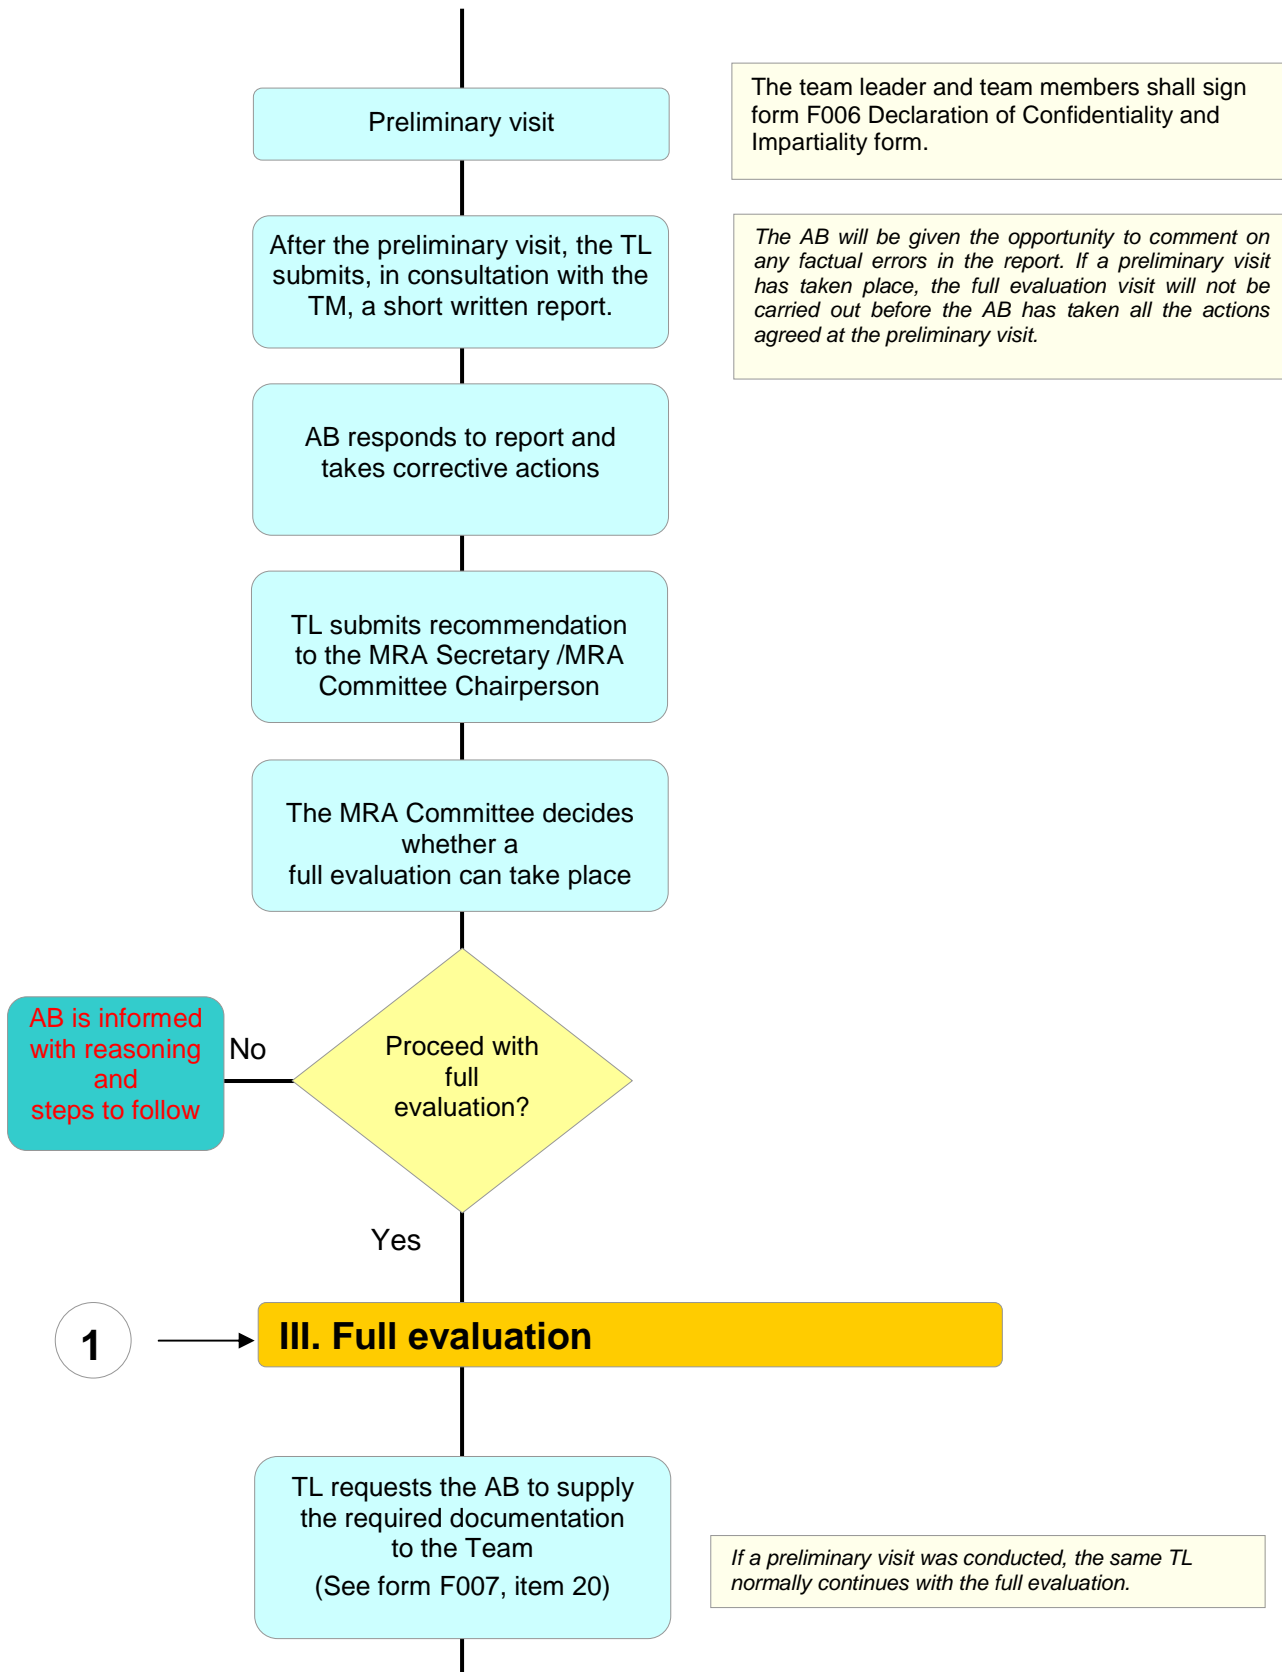 Preliminary visit
The team leader and team members shall sign
form F006 Declaration of Confidentiality and
Impartiality form.
After the preliminary visit, the TL
submits, in consultation with the
TM, a short written report.
The AB will be given the opportunity to comment on
any factual errors in the report. If a preliminary visit
has taken place, the full evaluation visit will not be
carried out before the AB has taken all the actions
agreed at the preliminary visit.
AB responds to report and
takes corrective actions
TL submits recommendation
to the MRA Secretary /MRA
Committee Chairperson
The MRA Committee decides
whether a
full evaluation can take place
AB is informed
with reasoning
and
steps to follow
No
Proceed with
full
evaluation?
Yes
1
III. Full evaluation
TL requests the AB to supply
the required documentation
to the Team
(See form F007, item 20)
If a preliminary visit was conducted, the same TL
normally continues with the full evaluation.